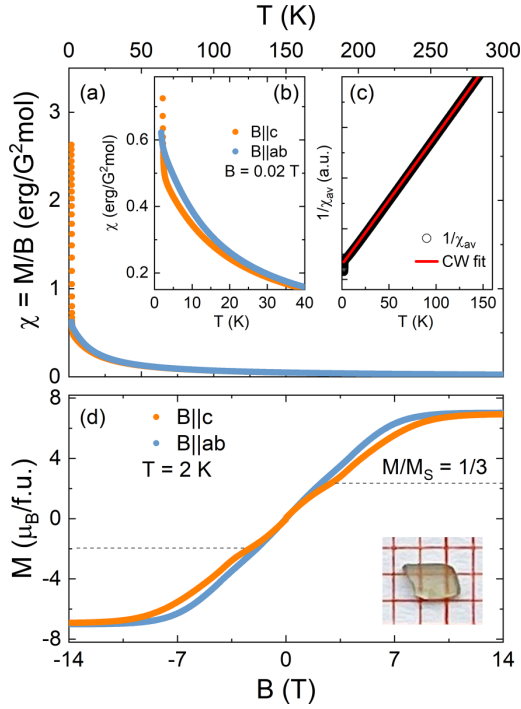 T (K)
0 50 100 150 200 250 300
(a)
(b)
(c)
3
2
1
0
χ = M/B (erg/G²mol)
0.6
0.4
0.2
χ (erg/G²mol)
B||c
B||ab
B = 0.02 T
0 10 20 30 40
T (K)
1/χav (a.u.)
1/χav
CW fit
0 50 100 150
T (K)
(d)
B||c
B||ab
T = 2 K
M/MS = 1/3
8
4
0
-4
-8
M (μB/f.u.)
-14 -7 0 7 14
B (T)